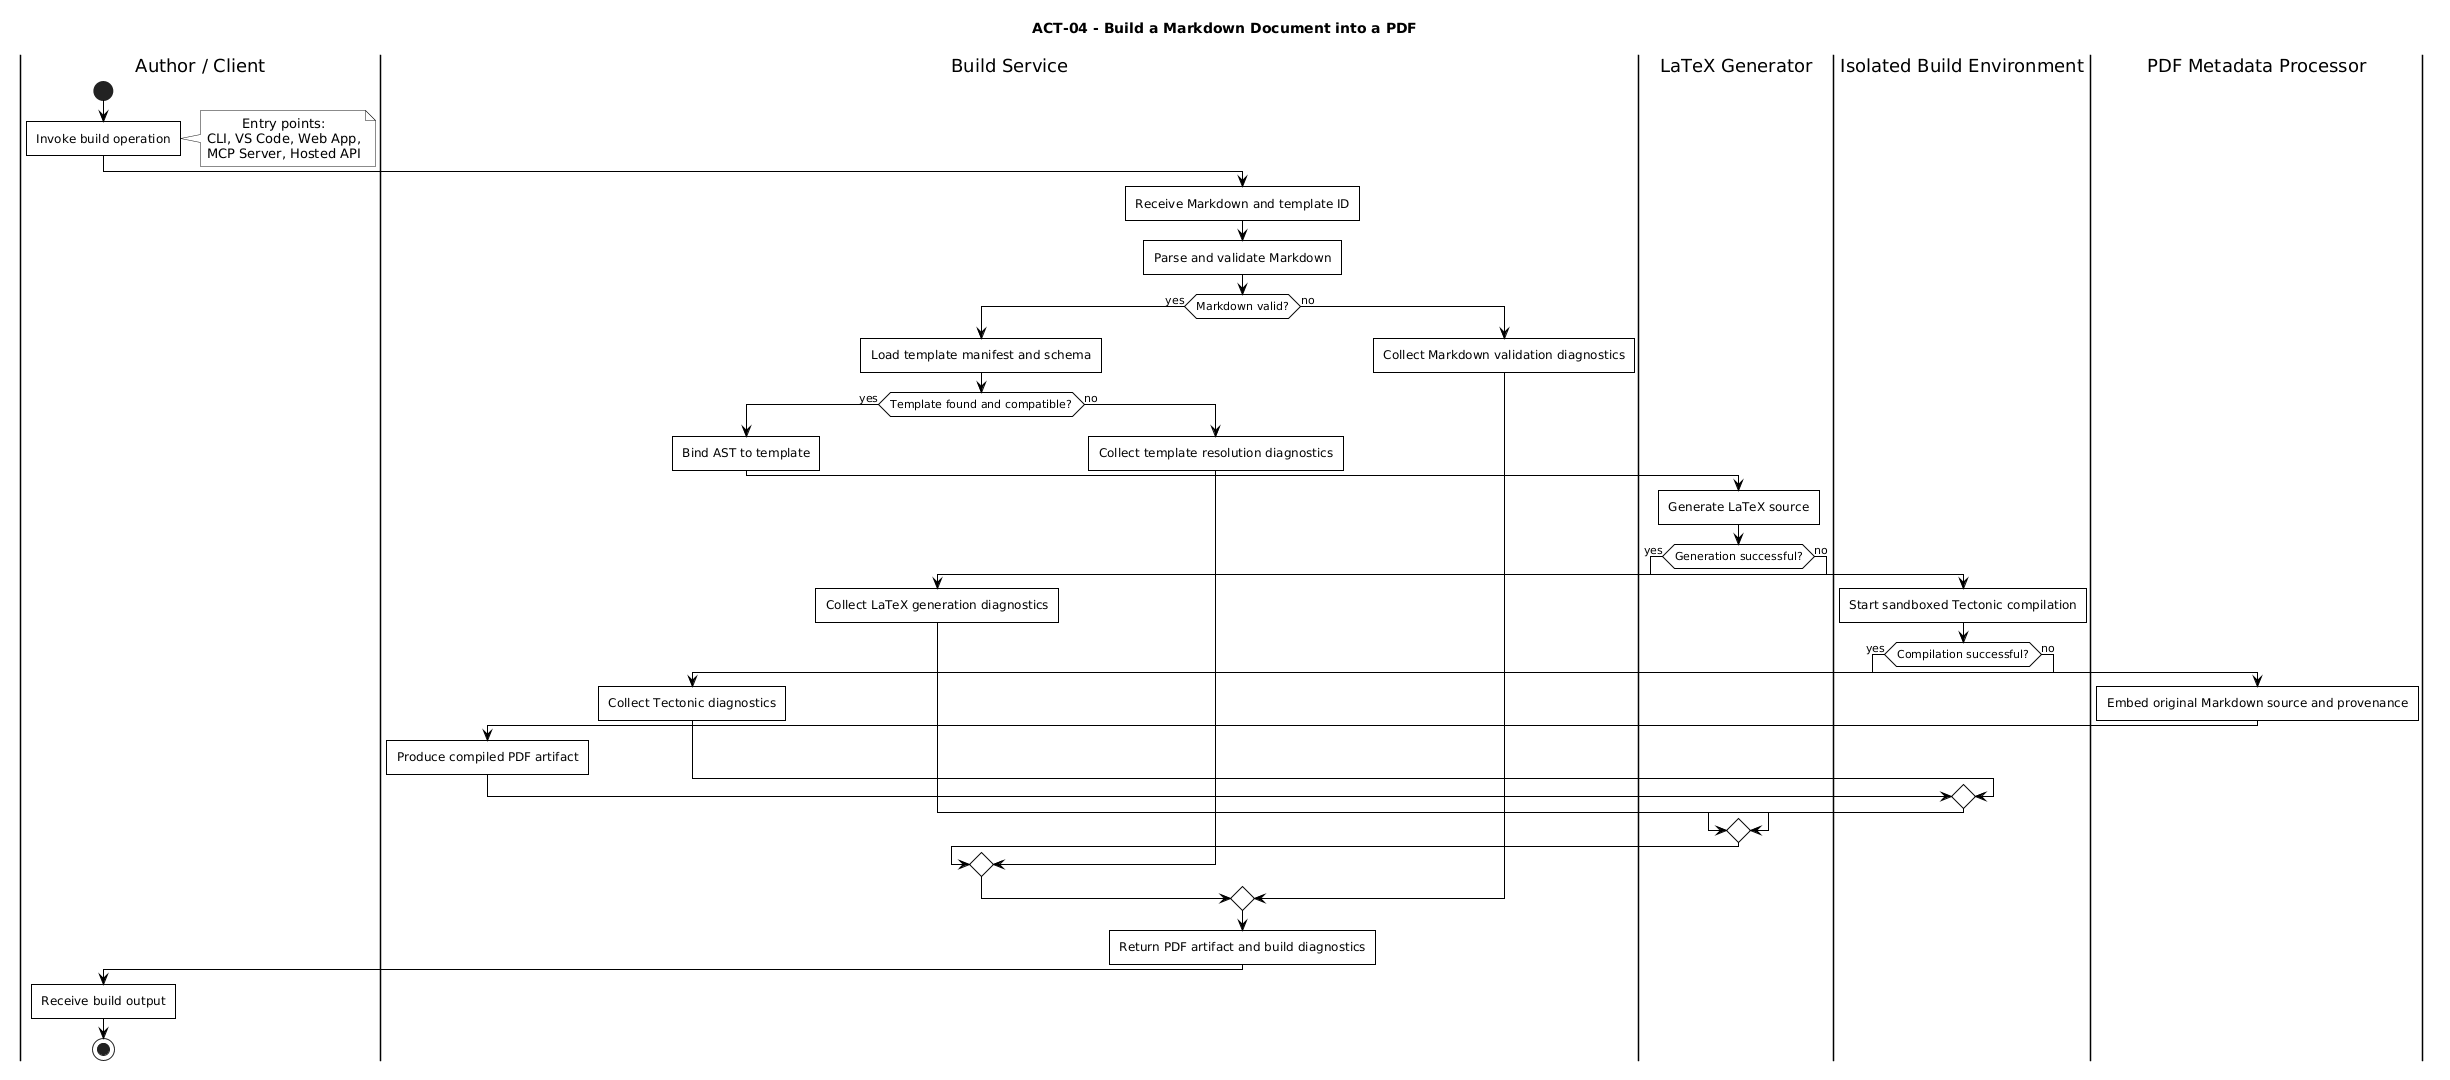 ACT-04 - Build a Markdown Document into a PDF
Author / Client
Build Service
LaTeX Generator
Isolated Build Environment
PDF Metadata Processor
Invoke build operation
Entry points:
CLI, VS Code, Web App,
MCP Server, Hosted API
Receive Markdown and template ID
Parse and validate Markdown
yes
Markdown valid?
no
Load template manifest and schema
Collect Markdown validation diagnostics
yes
Template found and compatible?
no
Bind AST to template
Collect template resolution diagnostics
Generate LaTeX source
yes
Generation successful?
no
Collect LaTeX generation diagnostics
Start sandboxed Tectonic compilation
yes
Compilation successful?
no
Collect Tectonic diagnostics
Embed original Markdown source and provenance
Produce compiled PDF artifact
Return PDF artifact and build diagnostics
Receive build output